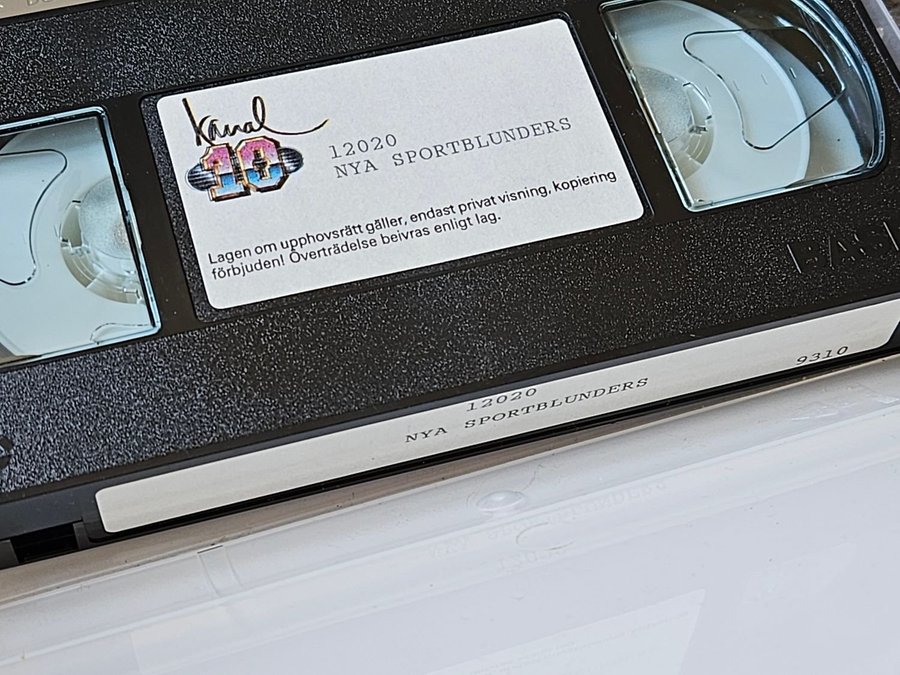 Kanal
10
12020
NYA SPORTBLUNDERS
Lagen om upphovsrätt gäller, endast privat visning, kopiering
förbjuden! Överträdelse beivras enligt lag.
12020
NYA SPORTBLUNDERS
9310